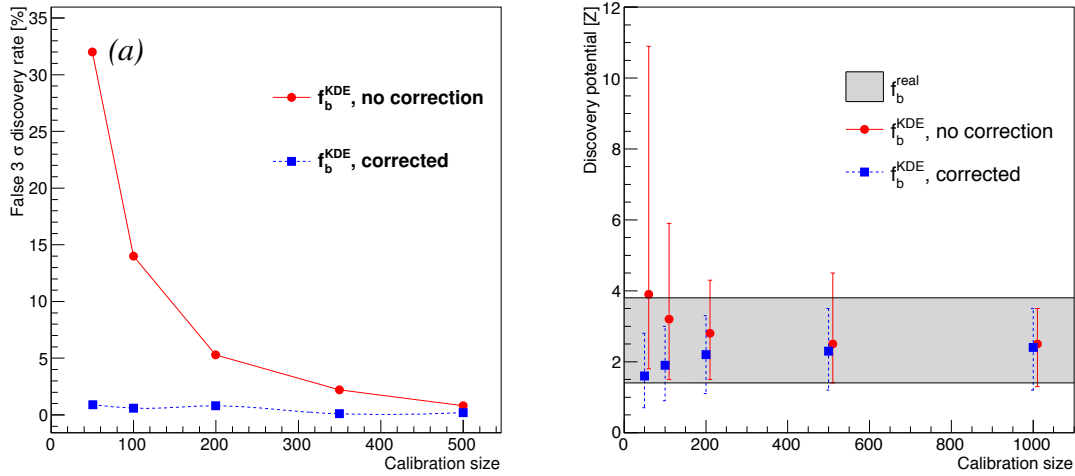 False 3 σ discovery rate [%]
35
30
25
20
15
10
5
0
(a)
f_b^KDE, no correction
f_b^KDE, corrected
0 100 200 300 400 500
Calibration size
Discovery potential [Z]
12
10
8
6
4
2
0
f_b^real
f_b^KDE, no correction
f_b^KDE, corrected
0 200 400 600 800 1000
Calibration size